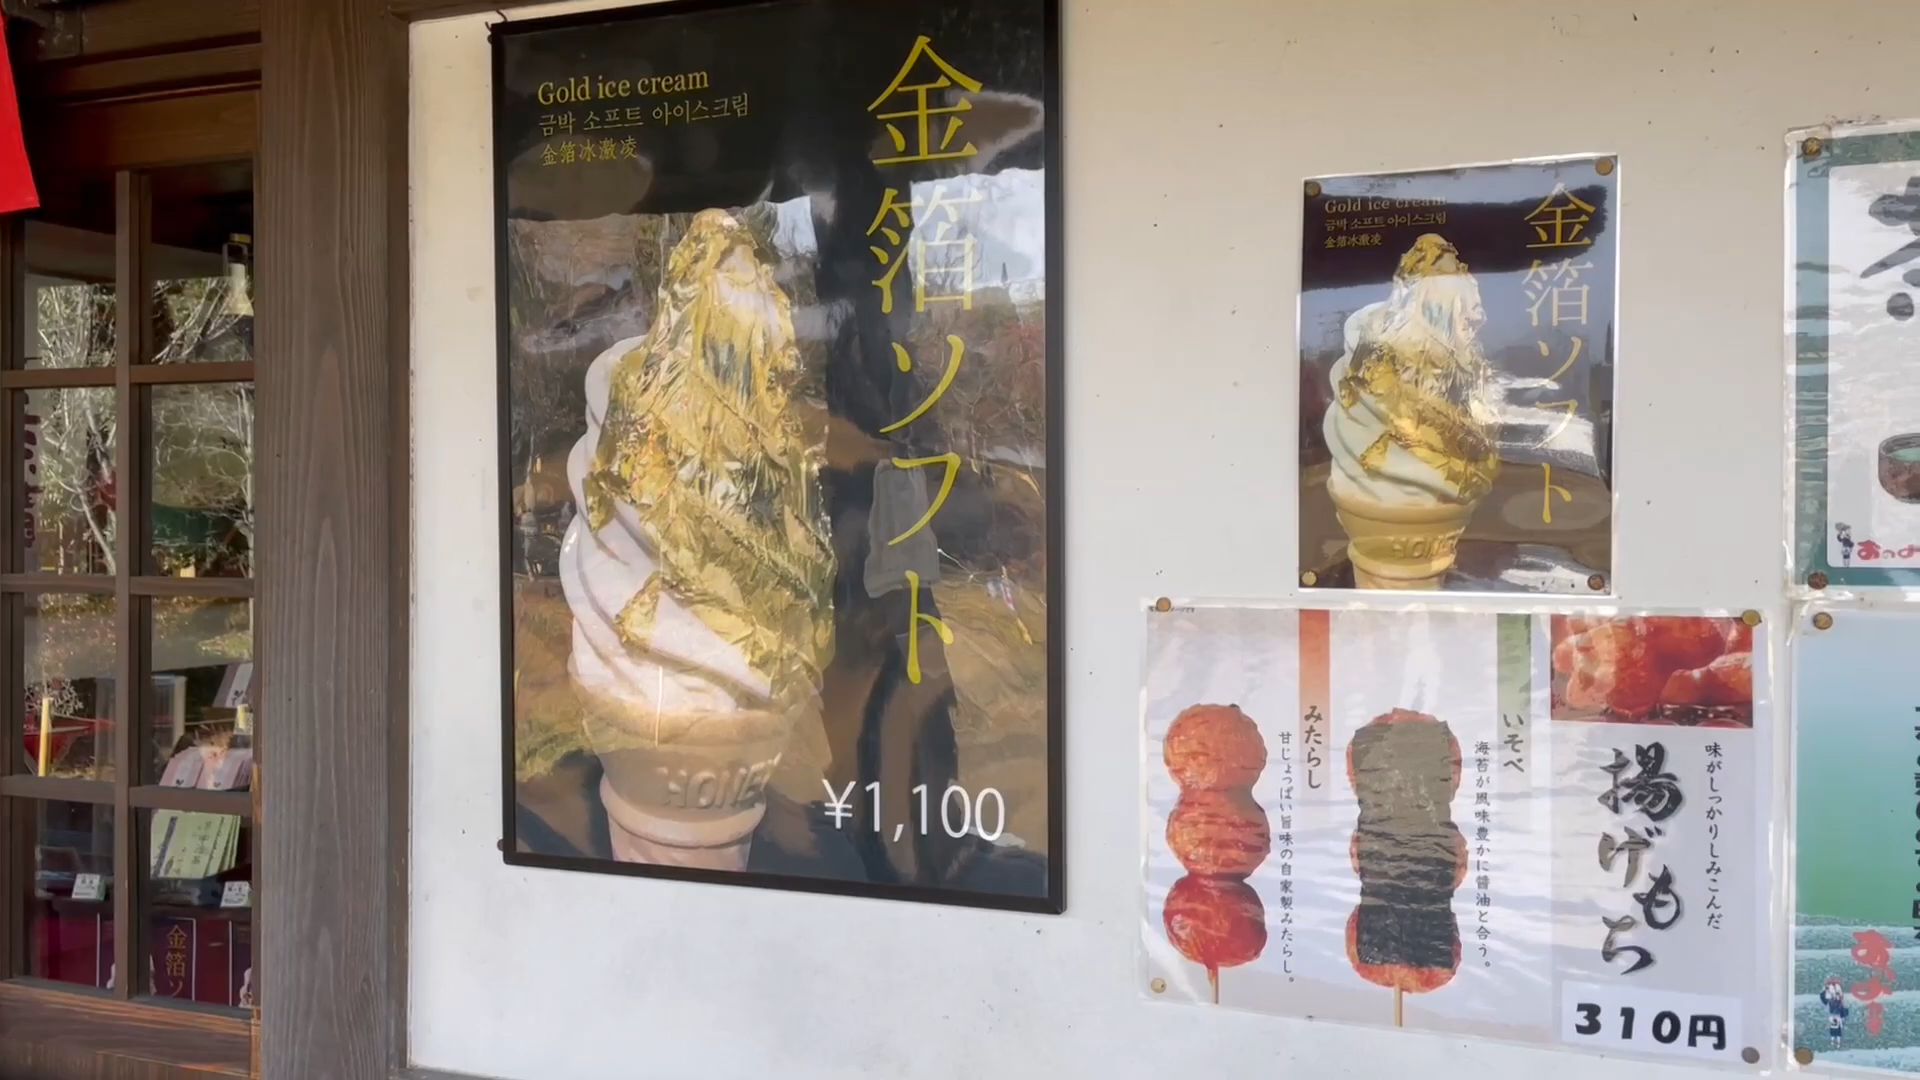 Gold ice cream
금박 소프트 아이스크림
金箔冰激凌
金箔ソフト
¥1,100
Gold ice cream
금박 소프트 아이스크림
金箔冰激凌
金箔ソフト
HONEY
みたらし
甘じょっぱい旨味の自家製みたらし。
いそべ
海苔が風味豊かに醤油と合う。
味がしっかりしみこんだ
揚げもち
310円
金箔ソ